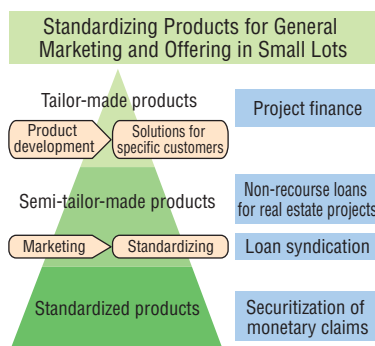 Standardizing Products for General
Marketing and Offering in Small Lots
Tailor-made products
Project finance
Product
development
Solutions for
specific customers
Semi-tailor-made products
Non-recourse loans
for real estate projects
Marketing
Standardizing
Loan syndication
Standardized products
Securitization of
monetary claims